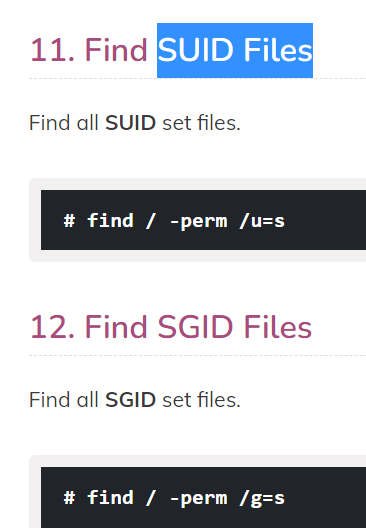 11. Find SUID Files
Find all SUID set files.
# find / -perm /u=s
12. Find SGID Files
Find all SGID set files.
# find / -perm /g=s